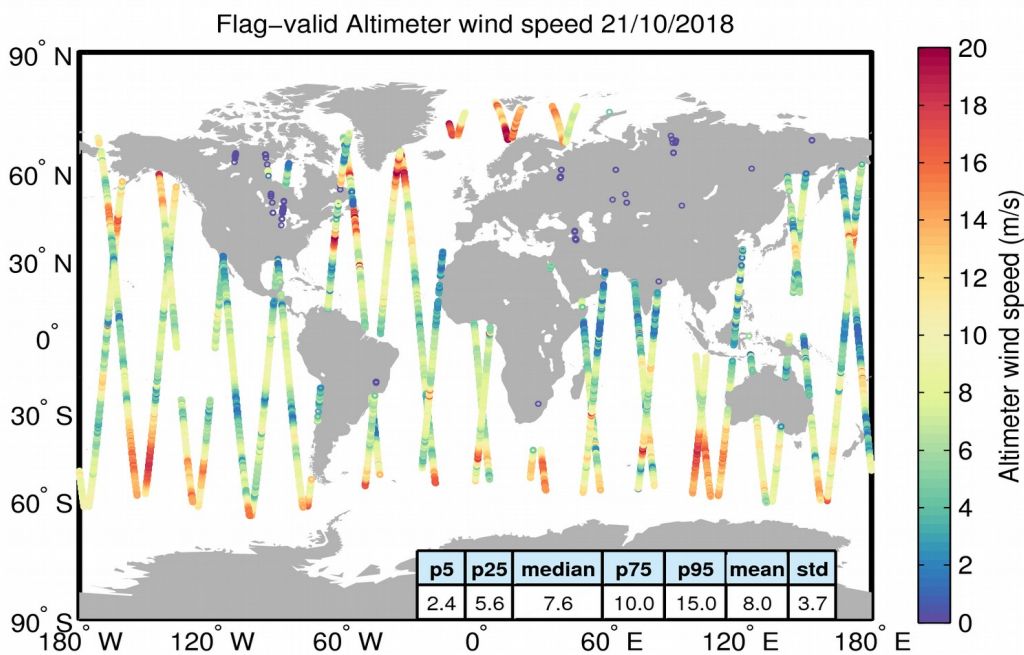 Flag−valid Altimeter wind speed 21/10/2018
90° N
60° N
30° N
0°
30° S
60° S
90° S
180° W
120° W
60° W
0°
60° E
120° E
180° E
p5 p25 median p75 p95 mean std
2.4 5.6 7.6 10.0 15.0 8.0 3.7
20
18
16
14
12
10
8
6
4
2
0
Altimeter wind speed (m/s)